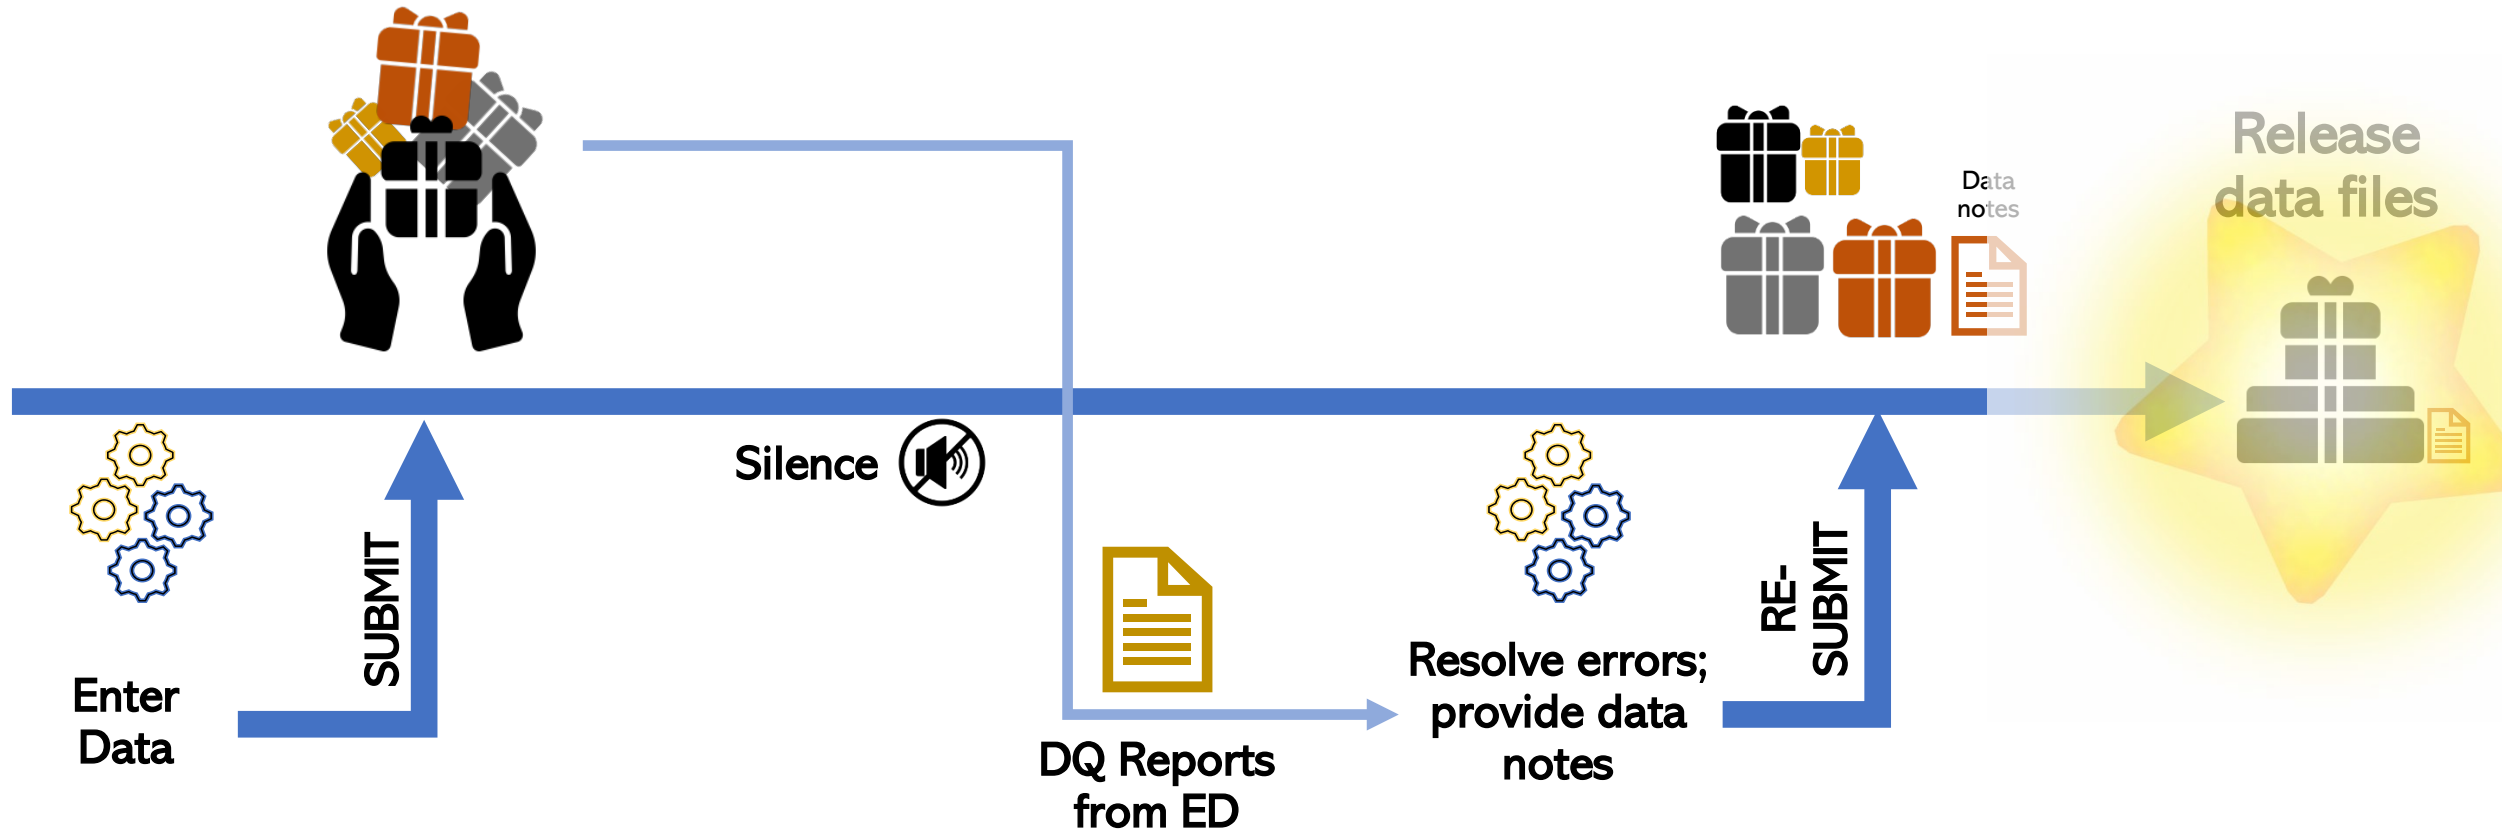 Enter
Data
SUBMIT
Silence
DQ Reports
from ED
Resolve errors;
provide data
notes
RE-
SUBMIT
Data
notes
Release
data files